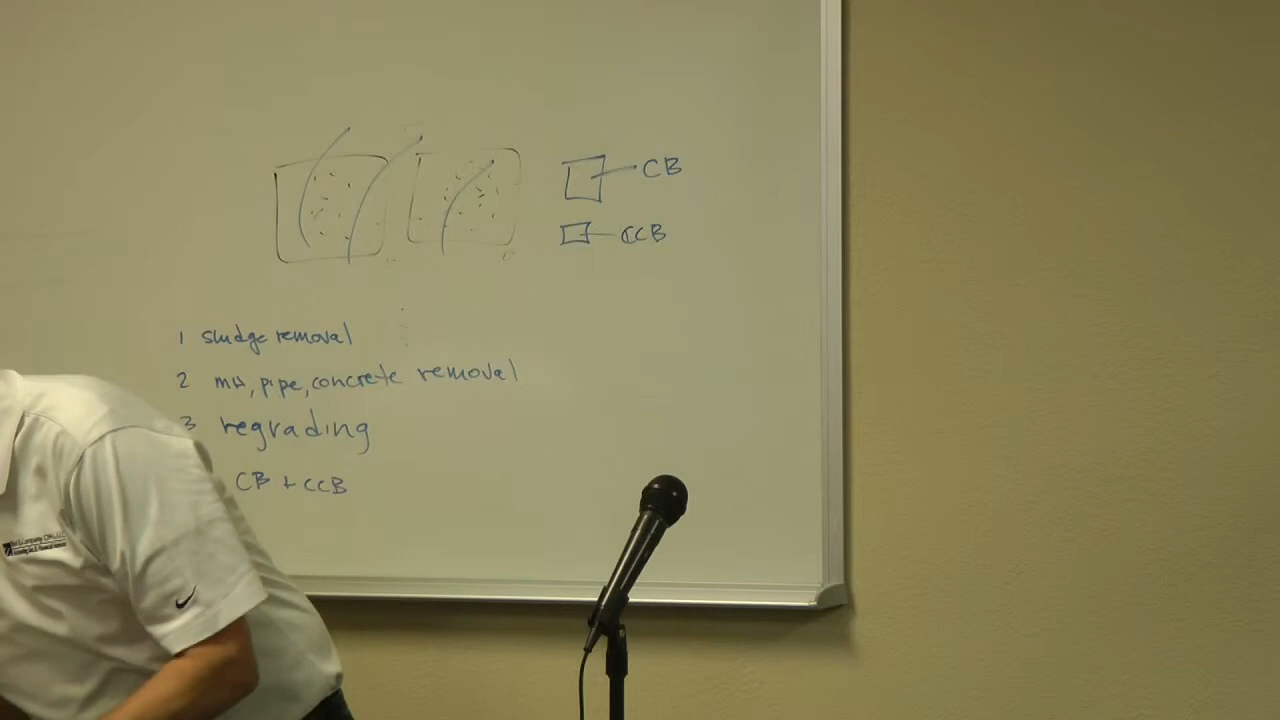 CB
CCB
1 sludge removal
2 MH, pipe, concrete removal
3 regrading
CB + CCB